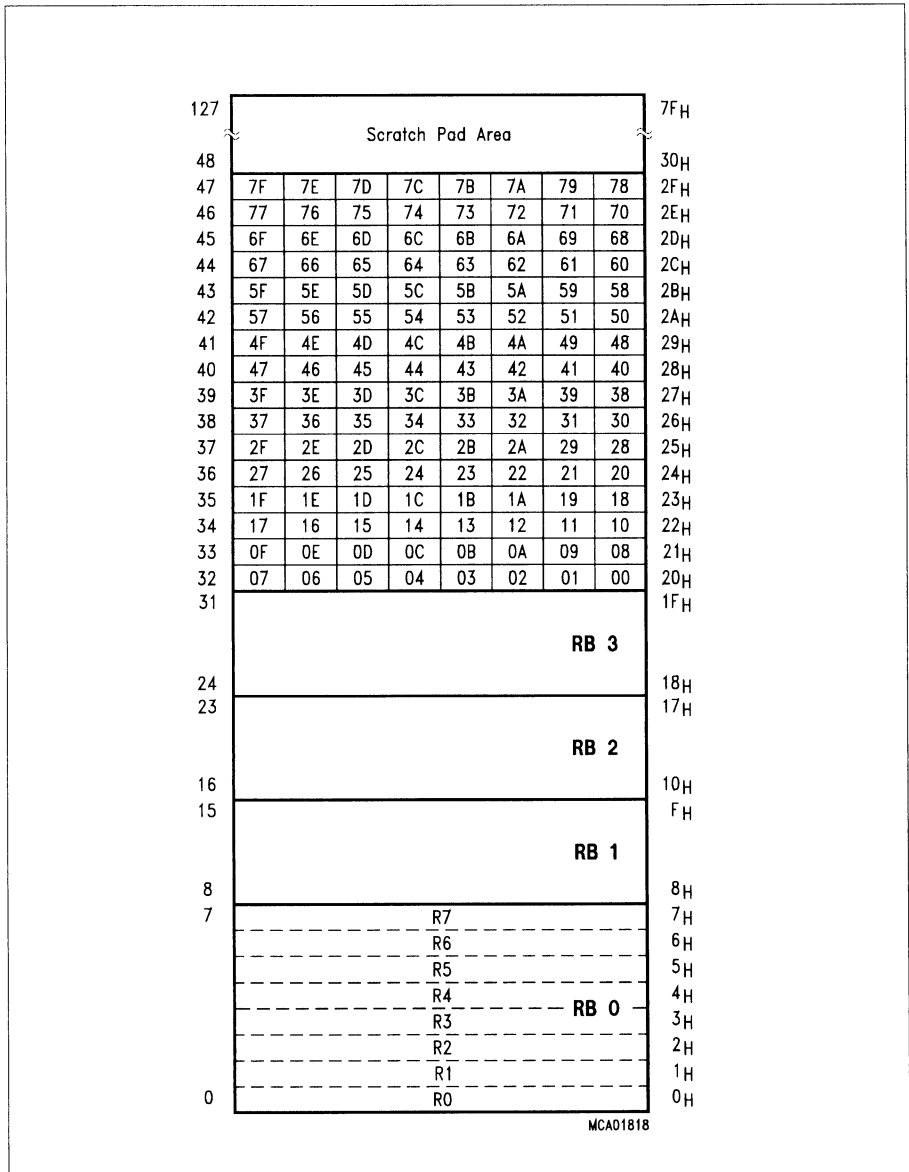 127 7FH
Scratch Pad Area
48 30H
47 7F 7E 7D 7C 7B 7A 79 78 2FH
46 77 76 75 74 73 72 71 70 2EH
45 6F 6E 6D 6C 6B 6A 69 68 2DH
44 67 66 65 64 63 62 61 60 2CH
43 5F 5E 5D 5C 5B 5A 59 58 2BH
42 57 56 55 54 53 52 51 50 2AH
41 4F 4E 4D 4C 4B 4A 49 48 29H
40 47 46 45 44 43 42 41 40 28H
39 3F 3E 3D 3C 3B 3A 39 38 27H
38 37 36 35 34 33 32 31 30 26H
37 2F 2E 2D 2C 2B 2A 29 28 25H
36 27 26 25 24 23 22 21 20 24H
35 1F 1E 1D 1C 1B 1A 19 18 23H
34 17 16 15 14 13 12 11 10 22H
33 0F 0E 0D 0C 0B 0A 09 08 21H
32 07 06 05 04 03 02 01 00 20H
31 1FH
RB 3
24 18H
23 17H
RB 2
16 10H
15 FH
RB 1
8 8H
7 R7 7H
R6 6H
R5 5H
R4 4H
RB 0
R3 3H
R2 2H
R1 1H
0 R0 0H
MCA01818